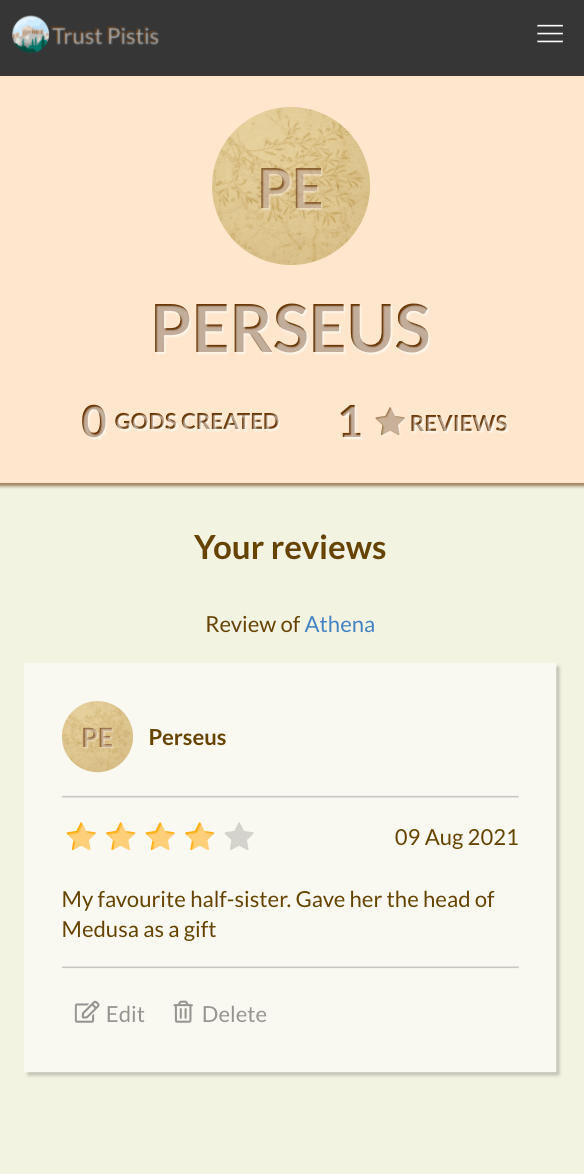 Trust Pistis
PE
PERSEUS
0 GODS CREATED 1 REVIEWS
Your reviews
Review of Athena
PE Perseus
09 Aug 2021
My favourite half-sister. Gave her the head of
Medusa as a gift
Edit Delete